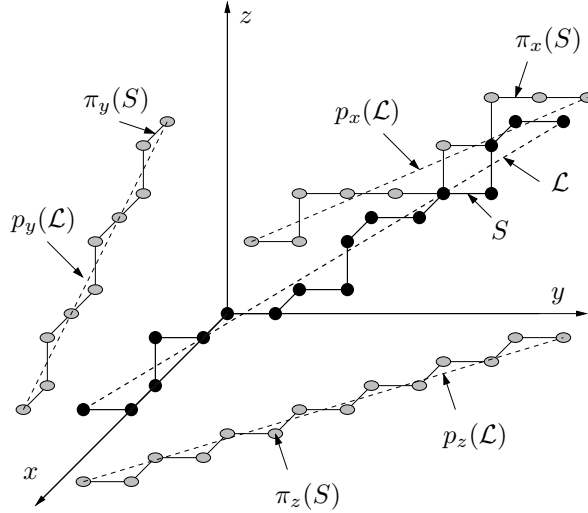 z
π_x(S)
π_y(S)
p_x(ℒ)
ℒ
p_y(ℒ)
S
y
p_z(ℒ)
x
π_z(S)